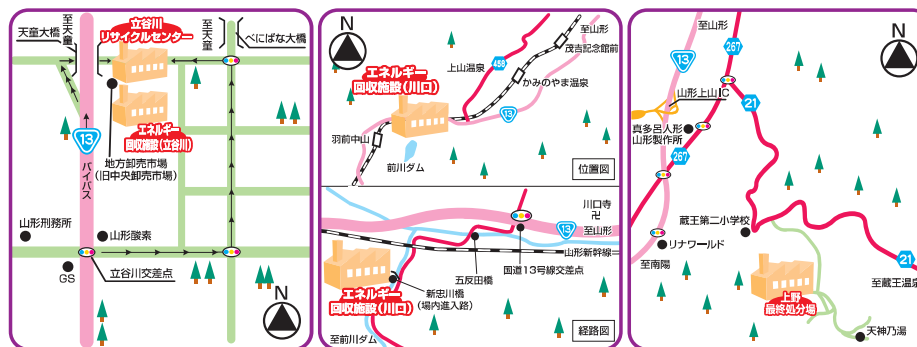 至天童
天童大橋
立谷川
リサイクルセンター
至天童
べにばな大橋
エネルギー
回収施設(立谷川)
13
バイパス
地方卸売市場
(旧中央卸売市場)
山形刑務所
山形酸素
GS
立谷川交差点
N
N
至山形
茂吉記念館前
458
上山温泉
かみのやま温泉
エネルギー
回収施設(川口)
13
羽前中山
前川ダム
位置図
川口寺
卍
13
至山形
山形新幹線
国道13号線交差点
五反田橋
新忠川橋
(場内進入路)
エネルギー
回収施設(川口)
至前川ダム
経路図
至山形
267
13
N
山形上山IC
21
真多呂人形
山形製作所
267
蔵王第二小学校
リナワールド
至南陽
上野
最終処分場
21
至蔵王温泉
天神乃湯